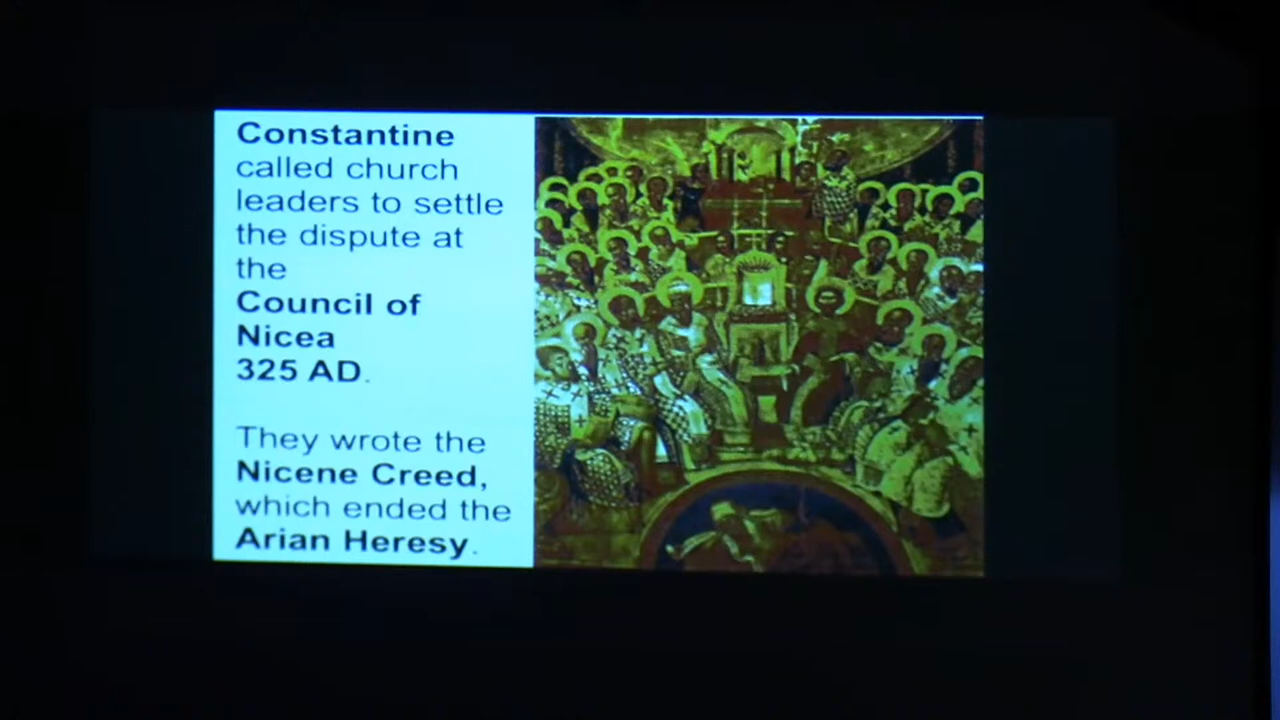 Constantine
called church
leaders to settle
the dispute at
the
Council of
Nicea
325 AD.
They wrote the
Nicene Creed,
which ended the
Arian Heresy.